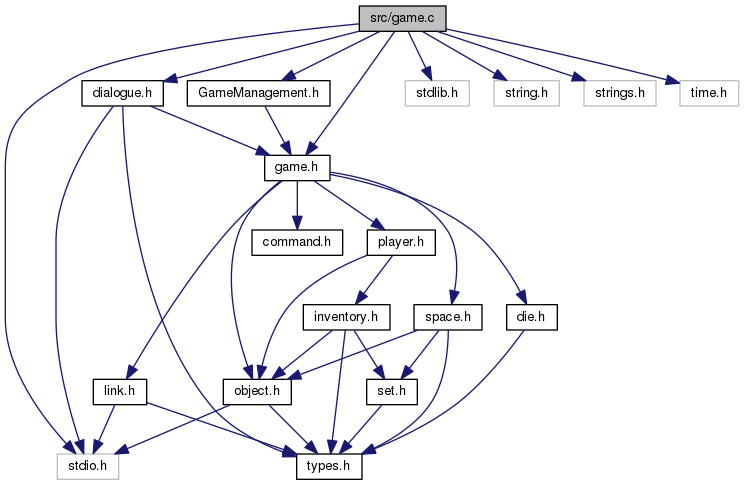 src/game.c
dialogue.h
GameManagement.h
stdlib.h
string.h
strings.h
time.h
game.h
command.h
player.h
inventory.h
space.h
die.h
link.h
object.h
set.h
stdio.h
types.h